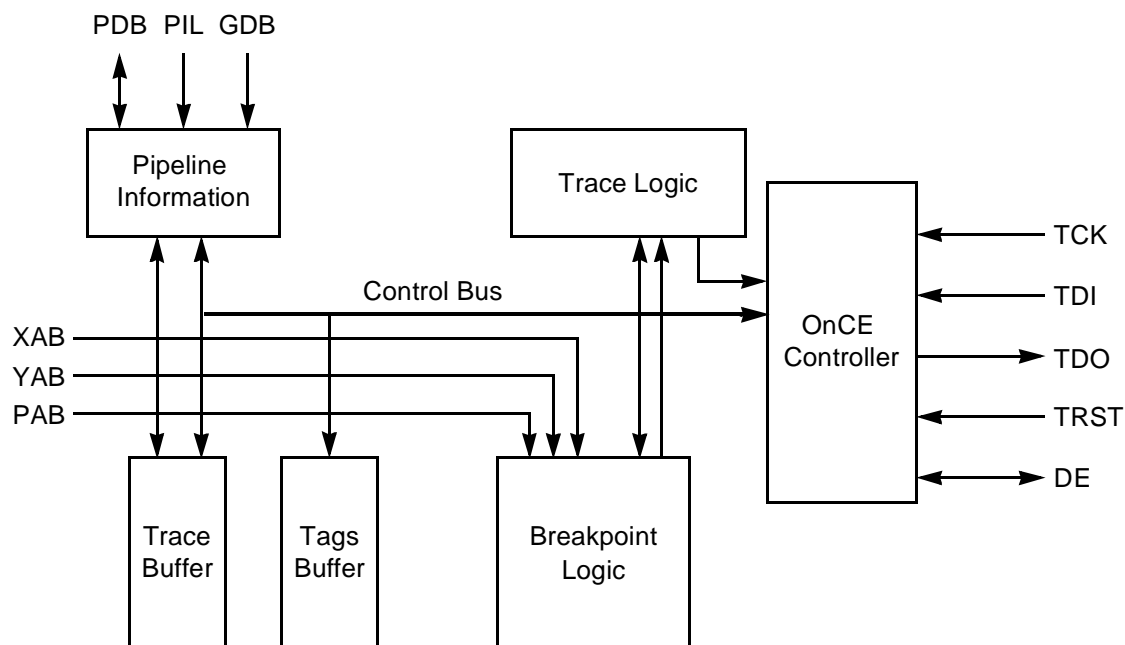 PDB PIL GDB
Pipeline
Information
Trace Logic
TCK
Control Bus
TDI
OnCE
Controller
XAB
TDO
YAB
PAB
TRST
DE
Trace
Buffer
Tags
Buffer
Breakpoint
Logic